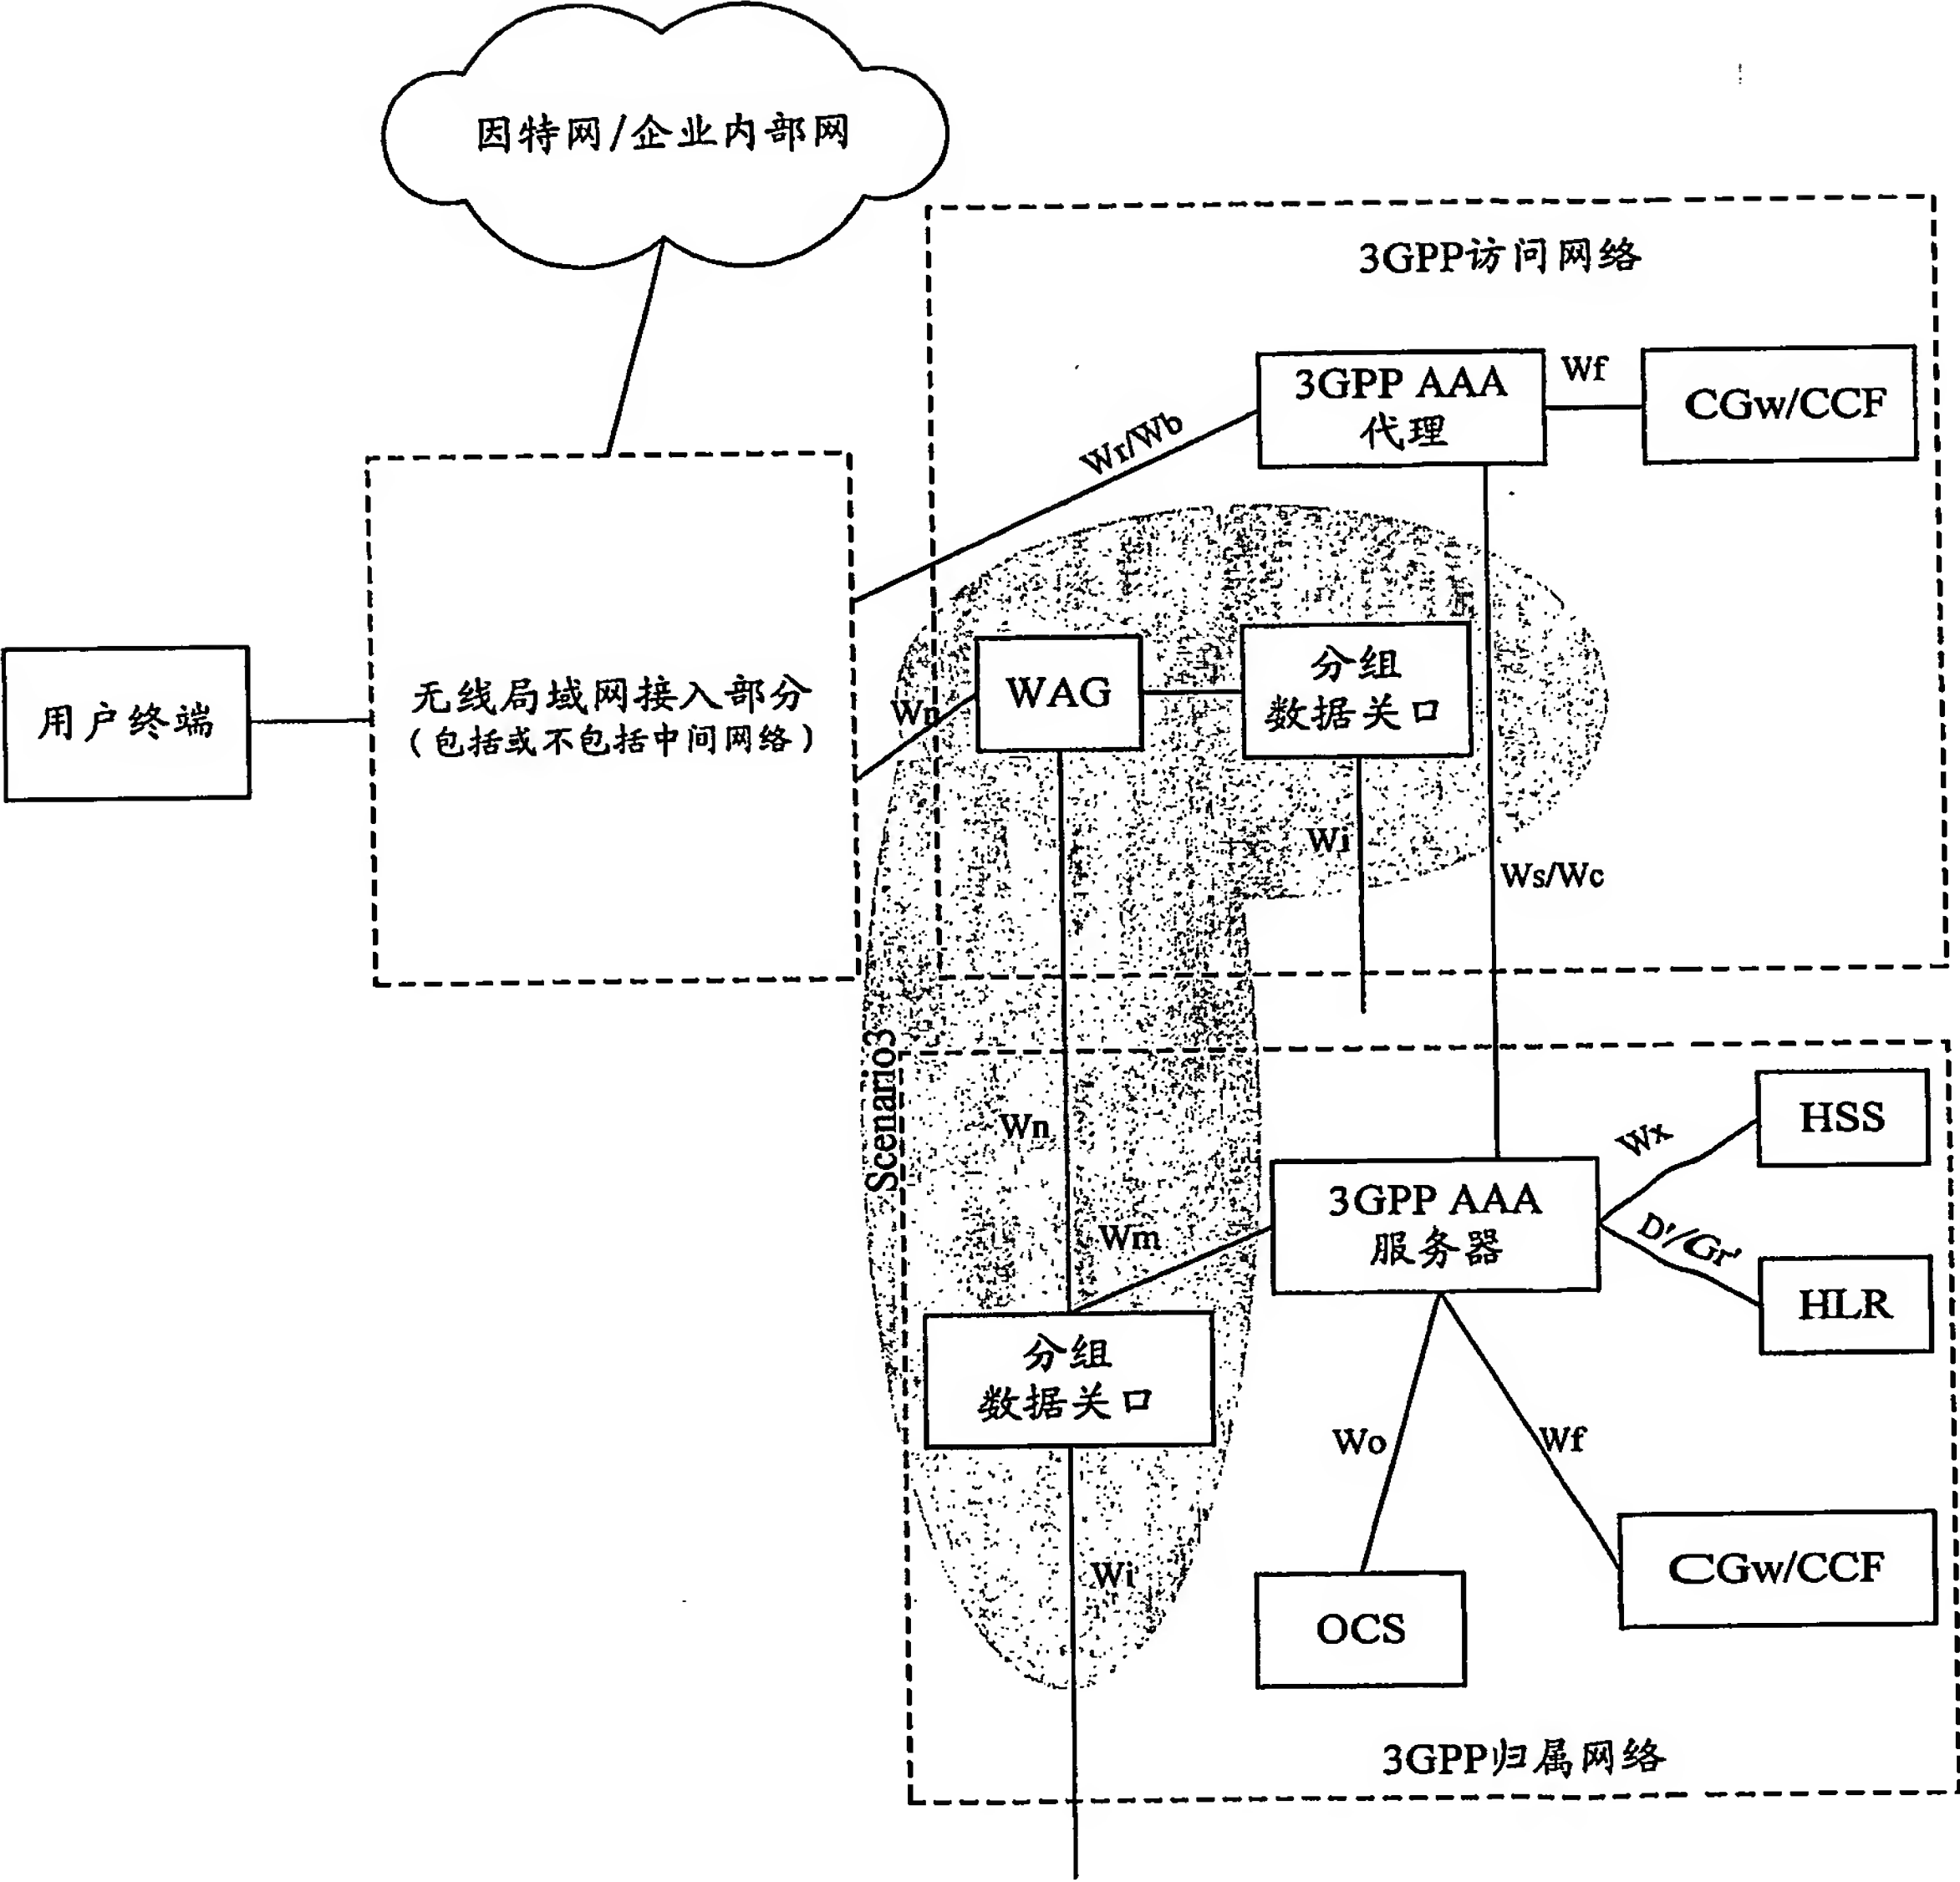 因特网/企业内部网
3GPP访问网络
3GPP AAA
代理
Wf
CGw/CCF
Wr/Wb
用户终端
无线局域网接入部分
(包括或不包括中间网络)
Wn
WAG
分组
数据关口
Wi
Ws/Wc
Scenario3
Wn
Wm
3GPP AAA
服务器
Wx
HSS
D'/Gr'
HLR
分组
数据关口
Wo
Wf
Wi
OCS
CGw/CCF
3GPP归属网络